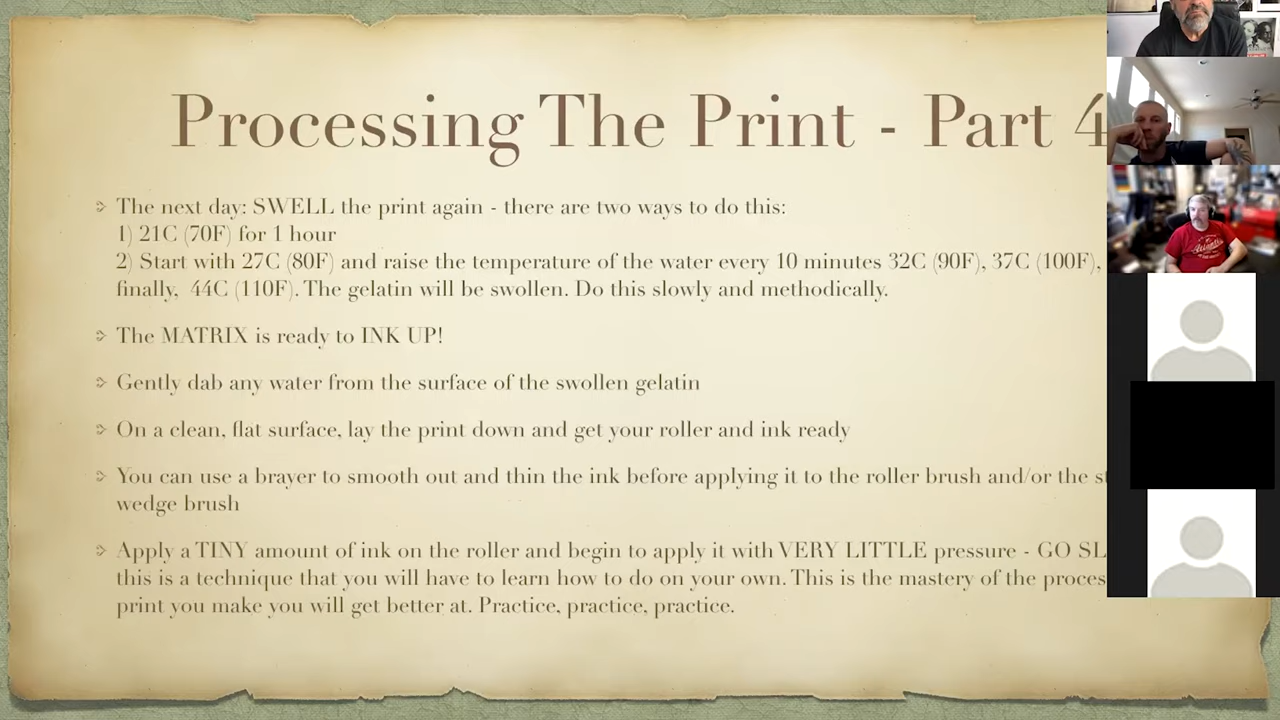 Processing The Print - Part 4
The next day: SWELL the print again - there are two ways to do this:
1) 21C (70F) for 1 hour
2) Start with 27C (80F) and raise the temperature of the water every 10 minutes 32C (90F), 37C (100F),
finally, 44C (110F). The gelatin will be swollen. Do this slowly and methodically.
The MATRIX is ready to INK UP!
Gently dab any water from the surface of the swollen gelatin
On a clean, flat surface, lay the print down and get your roller and ink ready
You can use a brayer to smooth out and thin the ink before applying it to the roller brush and/or the
wedge brush
Apply a TINY amount of ink on the roller and begin to apply it with VERY LITTLE pressure - GO
this is a technique that you will have to learn how to do on your own. This is the mastery of the
print you make you will get better at. Practice, practice, practice.